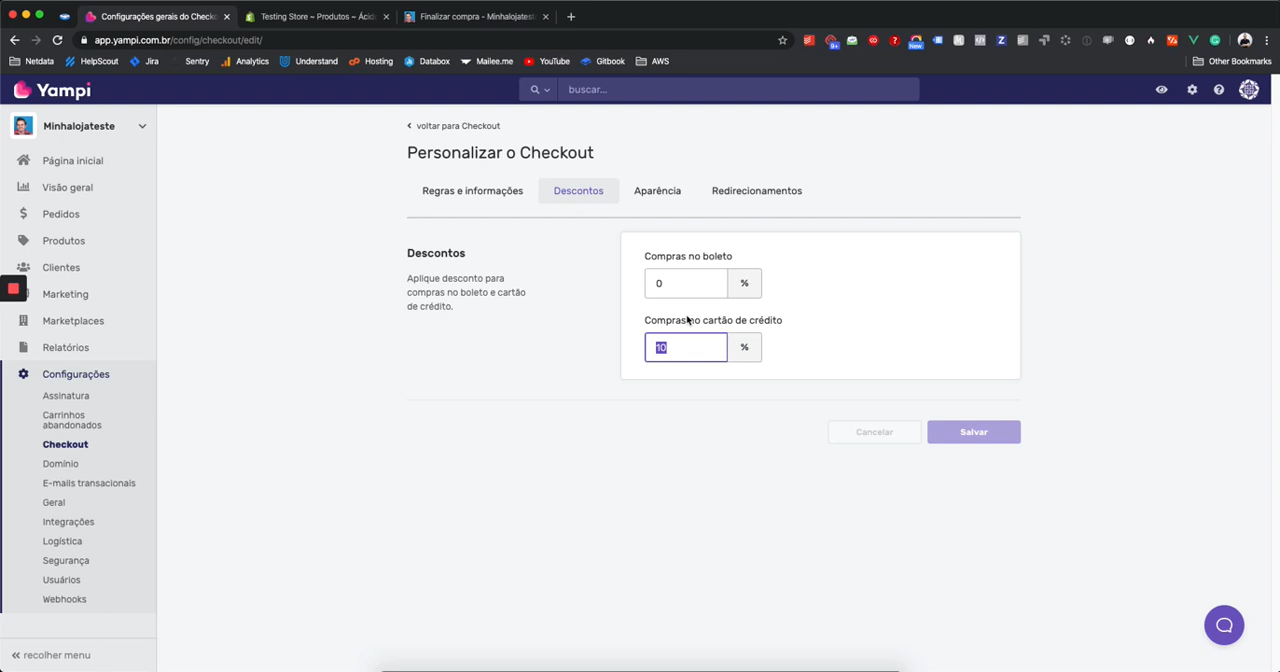 Configurações gerais do Checko
Testing Store ~ Produtos ~ Ácid
Finalizar compra - Minhalojatest
app.yampi.com.br/config/checkout/edit/
9+
New
Netdata
HelpScout
Jira
Sentry
Analytics
Understand
Hosting
Databox
Mailee.me
YouTube
Gitbook
AWS
Other Bookmarks
Yampi
buscar...
Minhalojateste
Página inicial
Visão geral
Pedidos
Produtos
Clientes
Marketing
Marketplaces
Relatórios
Configurações
Assinatura
Carrinhos
abandonados
Checkout
Domínio
E-mails transacionais
Geral
Integrações
Logística
Segurança
Usuários
Webhooks
recolher menu
voltar para Checkout
Personalizar o Checkout
Regras e informações
Descontos
Aparência
Redirecionamentos
Descontos
Aplique desconto para
compras no boleto e cartão
de crédito.
Compras no boleto
0 %
Compras no cartão de crédito
10 %
Cancelar
Salvar